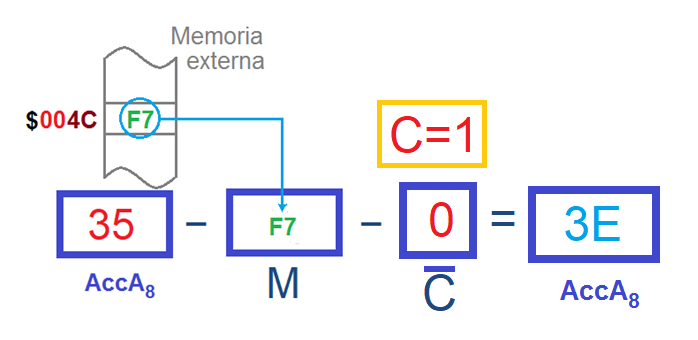 Memoria
externa
$004C F7
C=1
35 – F7 – 0 = 3E
AccA8 M C̅ AccA8